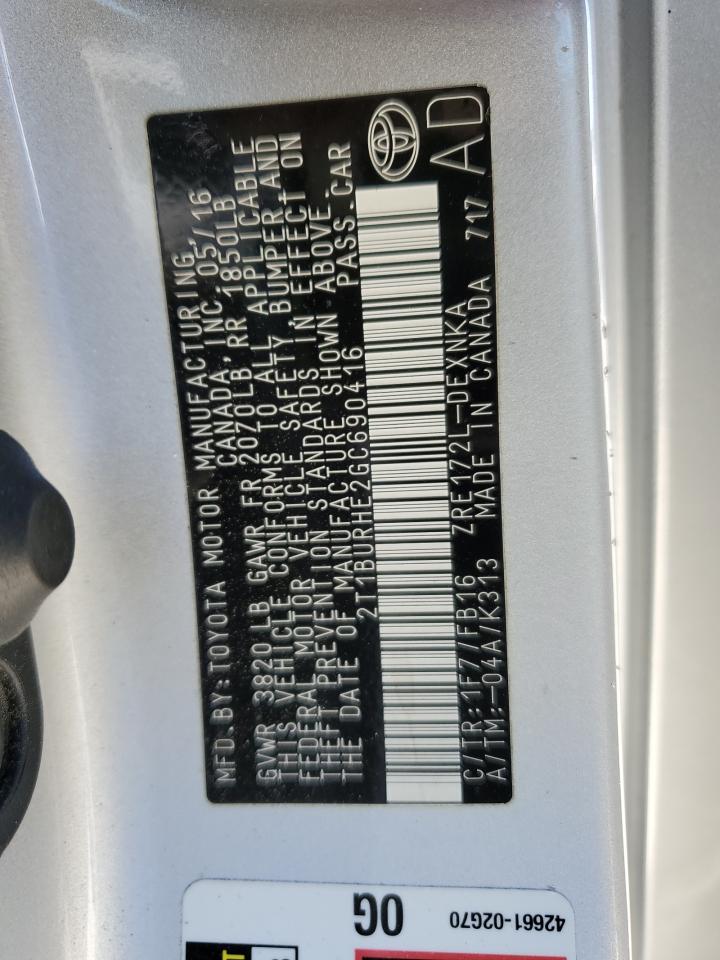 MFD.BY:TOYOTA MOTOR MANUFACTURING,
CANADA, INC. 05/16
GVWR 3820LB GAWR FR 2070LB RR 1850LB
THIS VEHICLE CONFORMS TO ALL APPLICABLE
FEDERAL MOTOR VEHICLE SAFETY, BUMPER AND
THEFT PREVENTION STANDARDS IN EFFECT ON
THE DATE OF MANUFACTURE SHOWN ABOVE.
2T1BURHE2GC690416 PASS.CAR
C/TR:1F7/FB16 ZRE172L-DEXNKA
A/TM:-04A/K313 MADE IN CANADA 717
AD
42661-02G70
0G